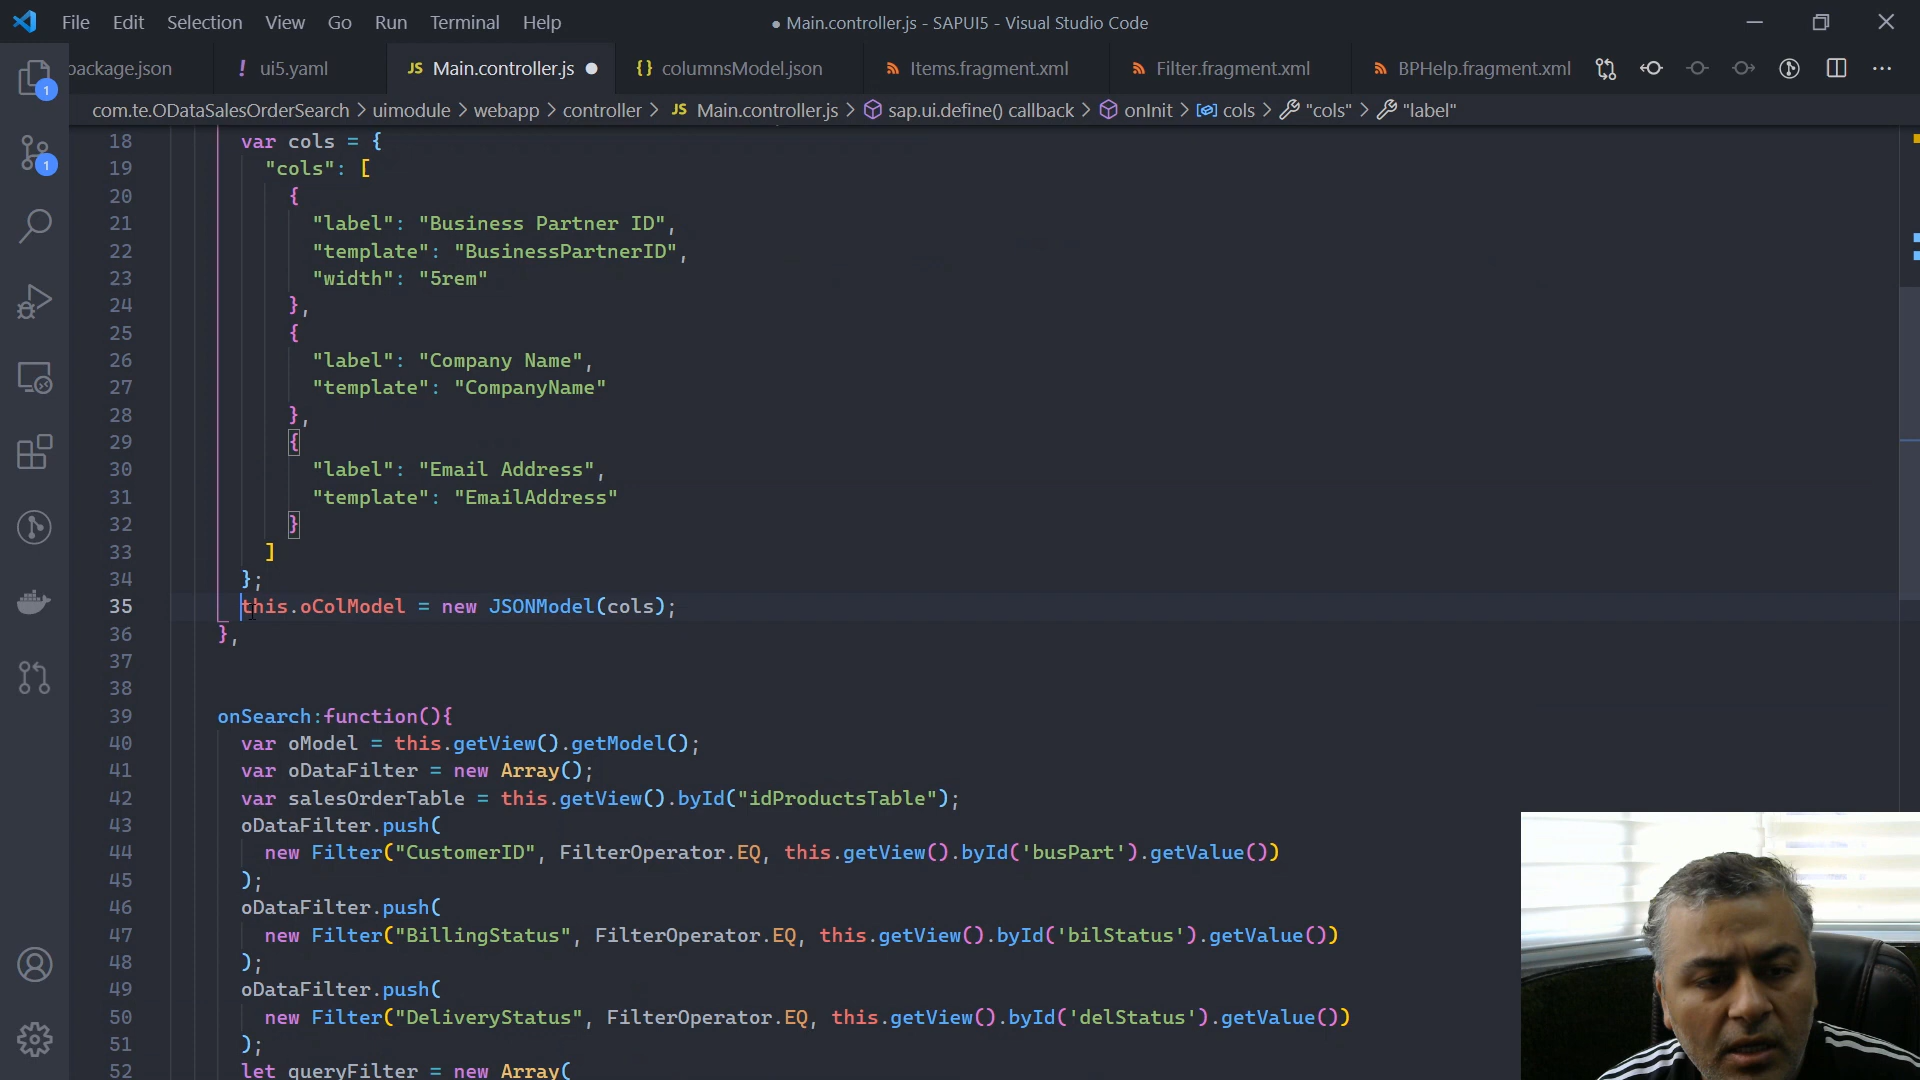 File Edit Selection View Go Run Terminal Help ● Main.controller.js - SAPUI5 - Visual Studio Code
package.json ! ui5.yaml JS Main.controller.js ● {} columnsModel.json Items.fragment.xml Filter.fragment.xml BPHelp.fragment.xml ...
com.te.ODataSalesOrderSearch > uimodule > webapp > controller > JS Main.controller.js > sap.ui.define() callback > onInit > cols > "cols" > "label"
1
1
18 var cols = {
19 "cols": [
20 {
21 "label": "Business Partner ID",
22 "template": "BusinessPartnerID",
23 "width": "5rem"
24 },
25 {
26 "label": "Company Name",
27 "template": "CompanyName"
28 },
29 {
30 "label": "Email Address",
31 "template": "EmailAddress"
32 }
33 ]
34 };
35 this.oColModel = new JSONModel(cols);
36 },
37
38
39 onSearch:function(){
40 var oModel = this.getView().getModel();
41 var oDataFilter = new Array();
42 var salesOrderTable = this.getView().byId("idProductsTable");
43 oDataFilter.push(
44 new Filter("CustomerID", FilterOperator.EQ, this.getView().byId('busPart').getValue())
45 );
46 oDataFilter.push(
47 new Filter("BillingStatus", FilterOperator.EQ, this.getView().byId('bilStatus').getValue())
48 );
49 oDataFilter.push(
50 new Filter("DeliveryStatus", FilterOperator.EQ, this.getView().byId('delStatus').getValue())
51 );
52 let queryFilter = new Array(